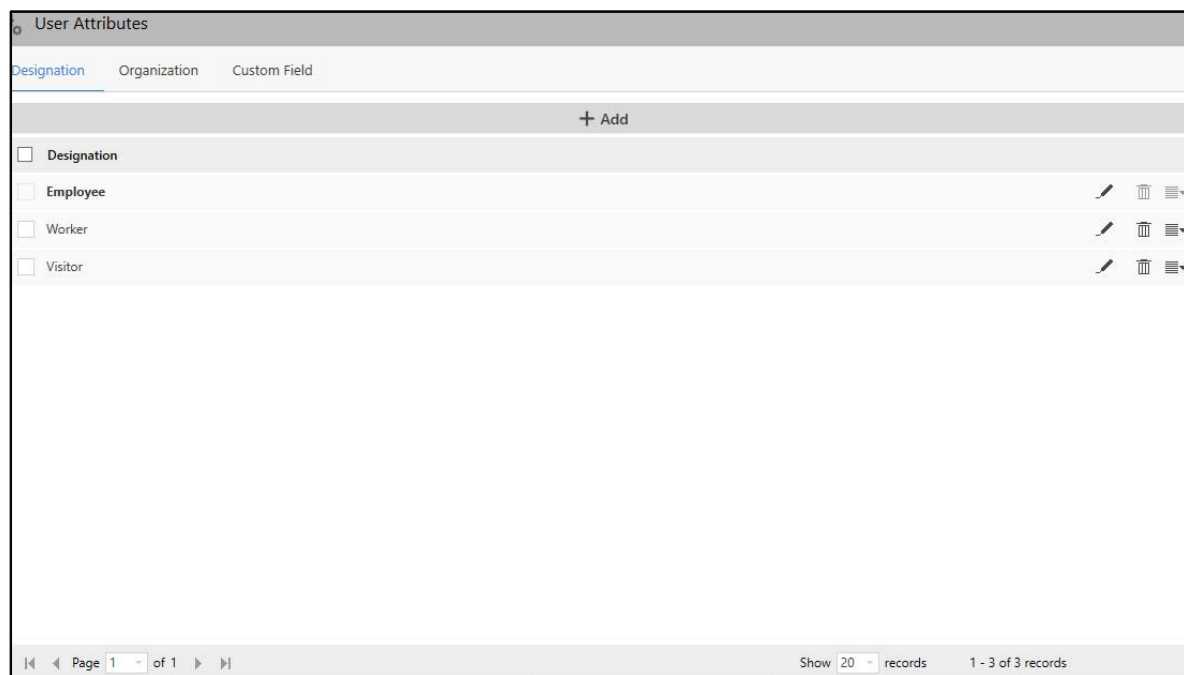 User Attributes
Designation Organization Custom Field
+ Add
Designation
Employee
Worker
Visitor
Page 1 of 1 Show 20 records 1 - 3 of 3 records